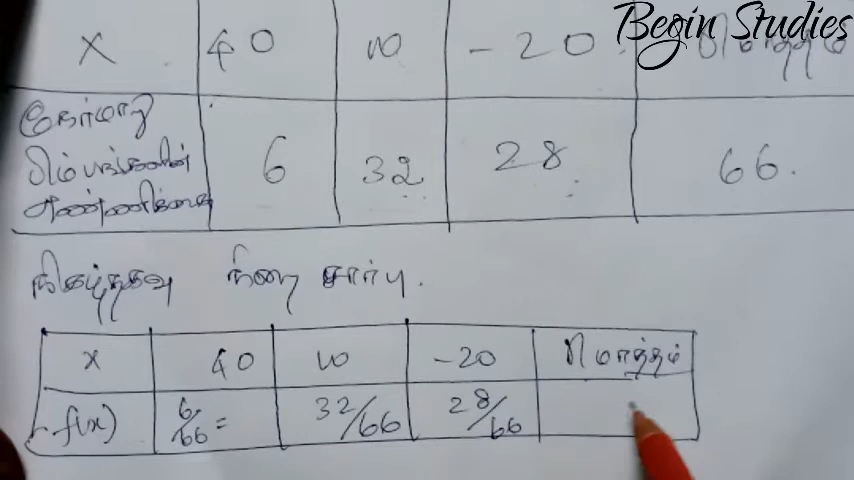 Begin Studies
x 40 10 -20 மொத்தம்
நேர்மாறு பிம்பங்களின் எண்ணிக்கை 6 32 28 66.
நிகழ்தகவு நிறை சார்பு.
x 40 10 -20 மொத்தம்
f(x) 6/66 = 32/66 28/66